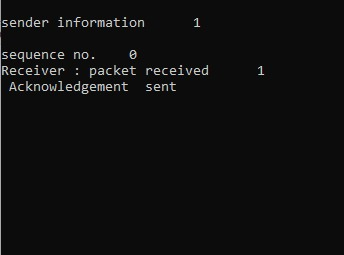 sender information      1
sequence no.    0
Receiver : packet received      1
 Acknowledgement  sent